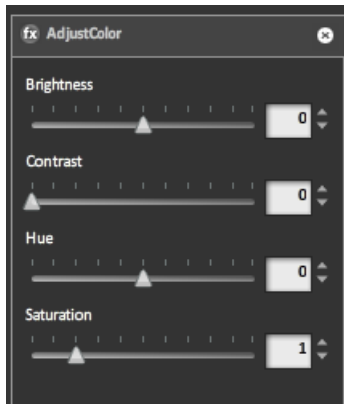 fx AdjustColor
Brightness
0
Contrast
0
Hue
0
Saturation
1